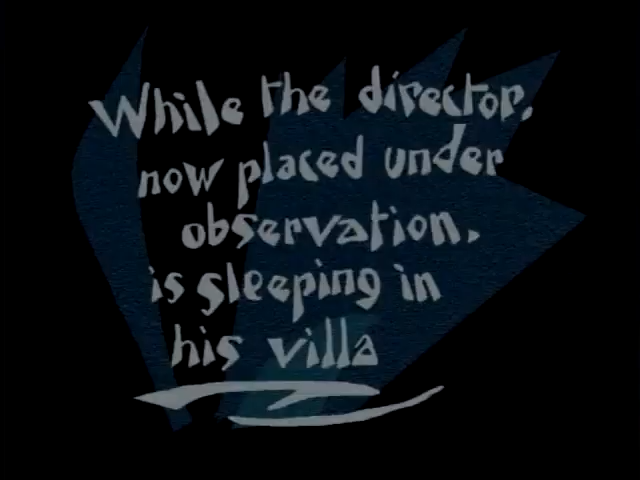 While the director,
now placed under
observation,
is sleeping in
his villa